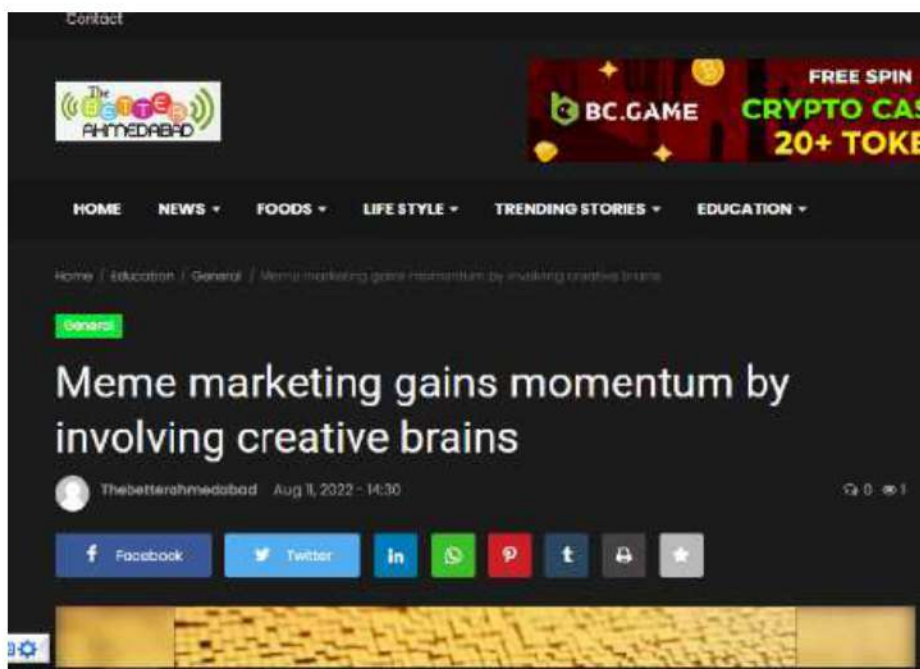 Contact
The
BETTER
AHMEDABAD
BC.GAME
FREE SPIN
CRYPTO CAS
20+ TOKE
HOME NEWS FOODS LIFE STYLE TRENDING STORIES EDUCATION
Home / Education / General / Meme marketing gains momentum by involving creative brains
General
Meme marketing gains momentum by
involving creative brains
Thebetterahmedabad Aug 11, 2022 - 14:30 0 1
f Facebook Twitter in P t